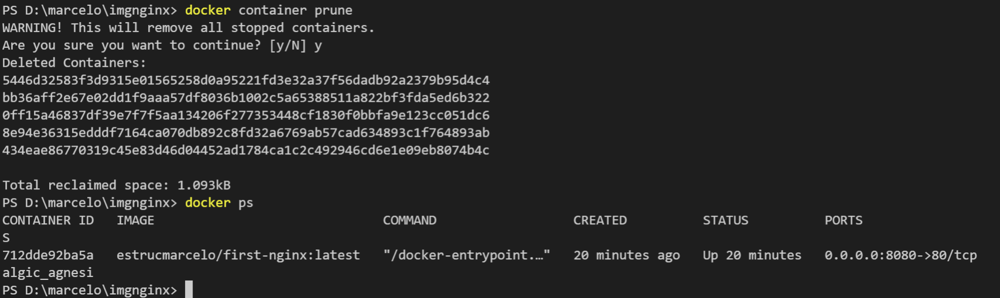 PS D:\marcelo\imgnginx> docker container prune
WARNING! This will remove all stopped containers.
Are you sure you want to continue? [y/N] y
Deleted Containers:
5446d32583f3d9315e01565258d0a95221fd3e32a37f56dadb92a2379b95d4c4
bb36aff2e67e02dd1f9aaa57df8036b1002c5a65388511a822bf3fda5ed6b322
0ff15a46837df39e7f7f5aa134206f277353448cf1830f0bbfa9e123cc051dc6
8e94e36315edddf7164ca070db892c8fd32a6769ab57cad634893c1f764893ab
434eae86770319c45e83d46d04452ad1784ca1c2c492946cd6e1e09eb8074b4c
Total reclaimed space: 1.093kB
PS D:\marcelo\imgnginx> docker ps
CONTAINER ID   IMAGE                              COMMAND                  CREATED          STATUS          PORTS
S
712dde92ba5a   estrucmarcelo/first-nginx:latest   "/docker-entrypoint.…"   20 minutes ago   Up 20 minutes   0.0.0.0:8080->80/tcp
algic_agnesi
PS D:\marcelo\imgnginx>